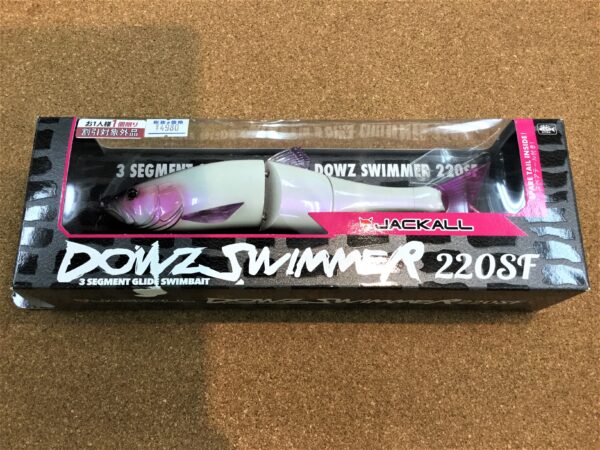 お1人様1個限り
割引対象外品
¥4980
SPARE TAIL INSIDE!
3 SEGMENT
DOWZ SWIMMER 220SF
JACKALL
DOWZ SWIMMER 220SF
3 SEGMENT GLIDE SWIMBAIT